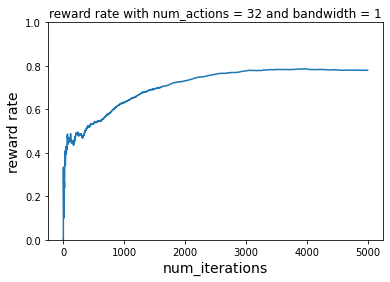 reward rate with num_actions = 32 and bandwidth = 1
1.0
0.8
0.6
0.4
0.2
0.0
reward rate
0 1000 2000 3000 4000 5000
num_iterations